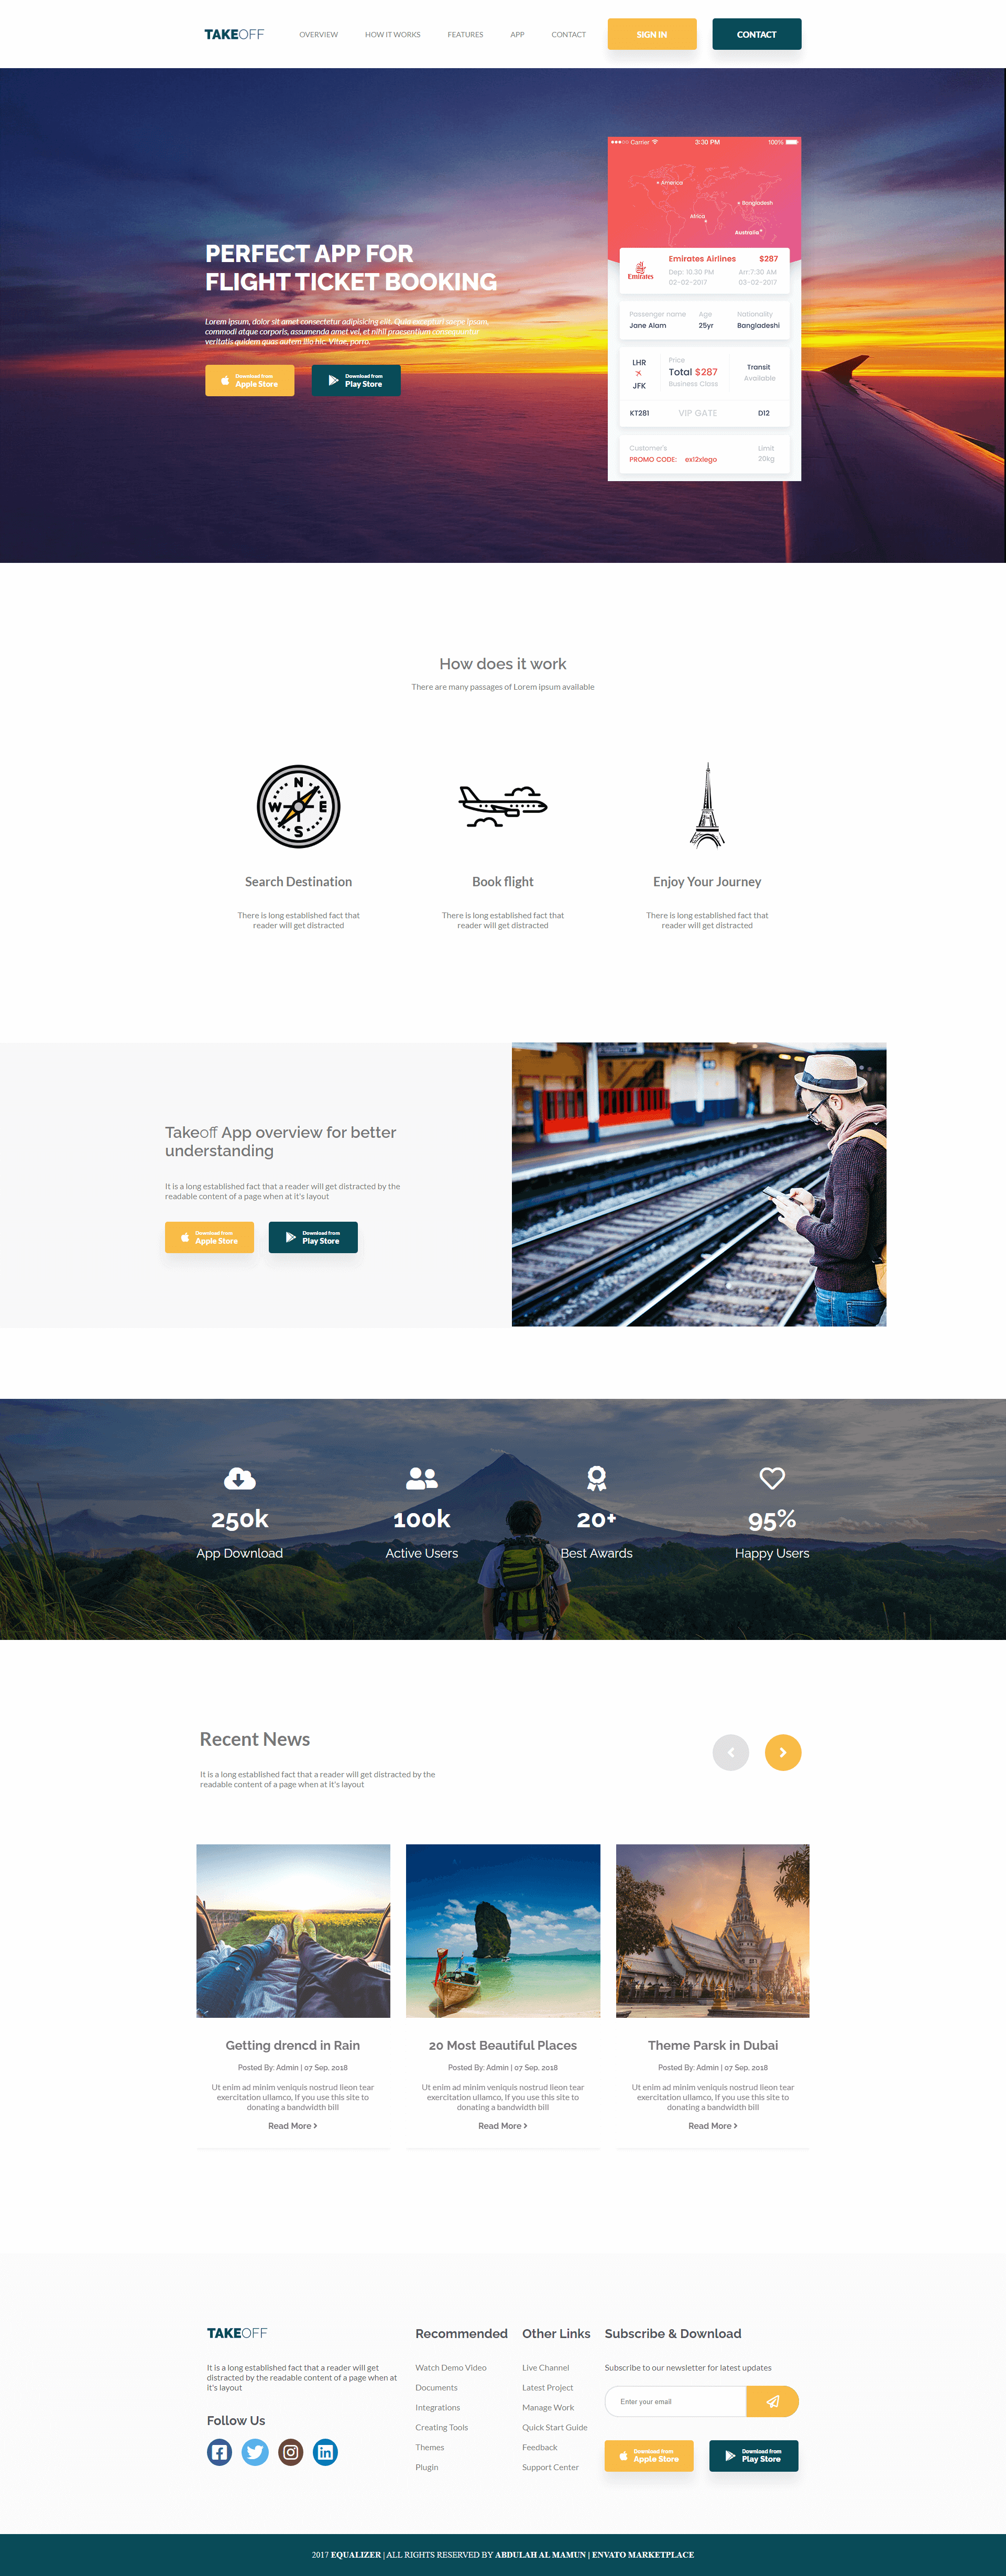 TAKEOFF
OVERVIEW
HOW IT WORKS
FEATURES
APP
CONTACT
SIGN IN
CONTACT
Carrier
3:30 PM
100%
America
Bangladesh
Africa
Australia
PERFECT APP FOR
FLIGHT TICKET BOOKING
Lorem ipsum, dolor sit amet consectetur adipisicing elit. Quia excepturi saepe ipsam,
commodi atque corporis, assumenda amet vel, et nihil praesentium consequuntur
veritatis quidem quas autem illo hic. Vitae, porro.
Download from
Apple Store
Download from
Play Store
Emirates
Emirates Airlines $287
Dep: 10.30 PM Arr:7:30 AM
02-02-2017 03-02-2017
Passenger name Age Nationality
Jane Alam 25yr Bangladeshi
LHR
JFK
Price
Total $287
Business Class
Transit
Available
KT281 VIP GATE D12
Customer's Limit
PROMO CODE: ex12xlego 20kg
How does it work
There are many passages of Lorem ipsum available
N
W E
S
Search Destination
There is long established fact that
reader will get distracted
Book flight
There is long established fact that
reader will get distracted
Enjoy Your Journey
There is long established fact that
reader will get distracted
Takeoff App overview for better
understanding
It is a long established fact that a reader will get distracted by the
readable content of a page when at it's layout
Download from
Apple Store
Download from
Play Store
250k
App Download
100k
Active Users
20+
Best Awards
95%
Happy Users
Recent News
It is a long established fact that a reader will get distracted by the
readable content of a page when at it's layout
Getting drencd in Rain
Posted By: Admin | 07 Sep, 2018
Ut enim ad minim veniquis nostrud lieon tear
exercitation ullamco, If you use this site to
donating a bandwidth bill
Read More
20 Most Beautiful Places
Posted By: Admin | 07 Sep, 2018
Ut enim ad minim veniquis nostrud lieon tear
exercitation ullamco, If you use this site to
donating a bandwidth bill
Read More
Theme Parsk in Dubai
Posted By: Admin | 07 Sep, 2018
Ut enim ad minim veniquis nostrud lieon tear
exercitation ullamco, If you use this site to
donating a bandwidth bill
Read More
TAKEOFF
It is a long established fact that a reader will get
distracted by the readable content of a page when at
it's layout
Follow Us
Recommended
Watch Demo Video
Documents
Integrations
Creating Tools
Themes
Plugin
Other Links
Live Channel
Latest Project
Manage Work
Quick Start Guide
Feedback
Support Center
Subscribe & Download
Subscribe to our newsletter for latest updates
Enter your email
Download from
Apple Store
Download from
Play Store
2017 EQUALIZER | ALL RIGHTS RESERVED BY ABDULAH AL MAMUN | ENVATO MARKETPLACE